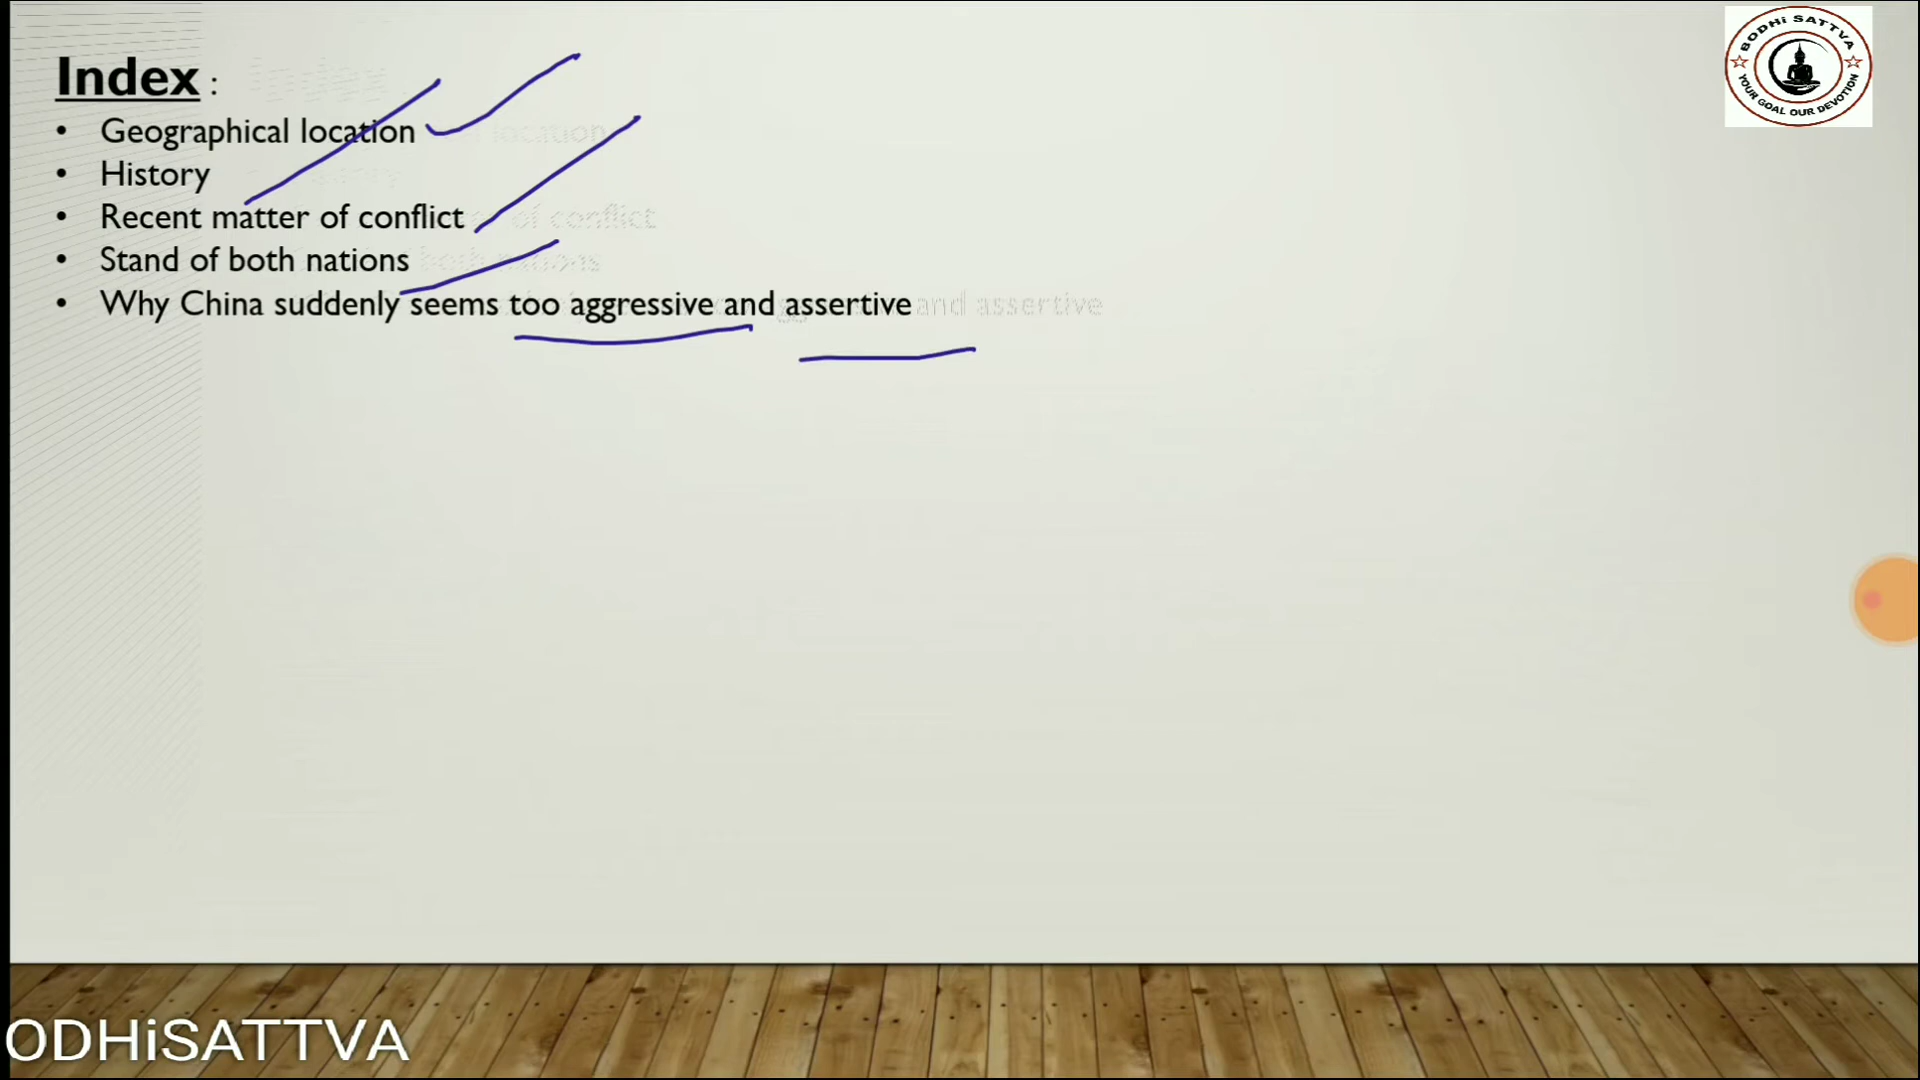 BODHi SATTVA
YOUR GOAL OUR DEVOTION
Index :
• Geographical location
• History
• Recent matter of conflict
• Stand of both nations
• Why China suddenly seems too aggressive and assertive
ODHiSATTVA